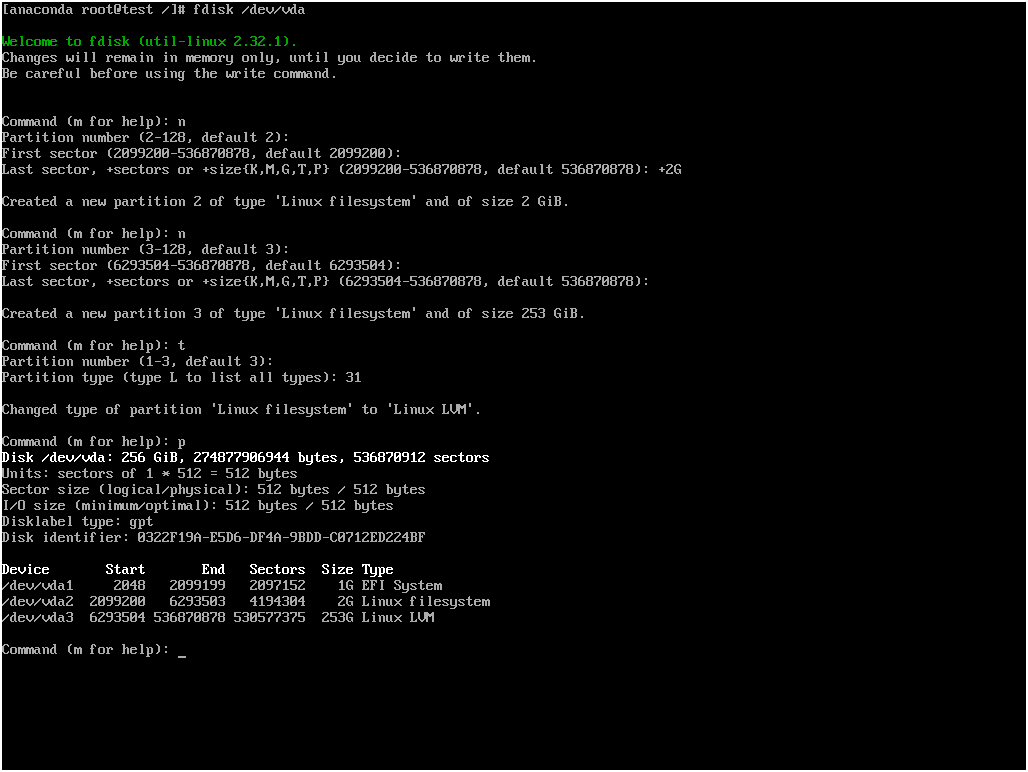 [anaconda root@test /]# fdisk /dev/vda
Welcome to fdisk (util-linux 2.32.1).
Changes will remain in memory only, until you decide to write them.
Be careful before using the write command.
Command (m for help): n
Partition number (2-128, default 2):
First sector (2099200-536870878, default 2099200):
Last sector, +sectors or +size{K,M,G,T,P} (2099200-536870878, default 536870878): +2G
Created a new partition 2 of type 'Linux filesystem' and of size 2 GiB.
Command (m for help): n
Partition number (3-128, default 3):
First sector (6293504-536870878, default 6293504):
Last sector, +sectors or +size{K,M,G,T,P} (6293504-536870878, default 536870878):
Created a new partition 3 of type 'Linux filesystem' and of size 253 GiB.
Command (m for help): t
Partition number (1-3, default 3):
Partition type (type L to list all types): 31
Changed type of partition 'Linux filesystem' to 'Linux LVM'.
Command (m for help): p
Disk /dev/vda: 256 GiB, 274877906944 bytes, 536870912 sectors
Units: sectors of 1 * 512 = 512 bytes
Sector size (logical/physical): 512 bytes / 512 bytes
I/O size (minimum/optimal): 512 bytes / 512 bytes
Disklabel type: gpt
Disk identifier: 0322F19A-E5D6-DF4A-9BDD-C0712ED224BF
Device       Start       End   Sectors  Size Type
/dev/vda1     2048   2099199   2097152    1G EFI System
/dev/vda2  2099200   6293503   4194304    2G Linux filesystem
/dev/vda3  6293504 536870878 530577375  253G Linux LVM
Command (m for help): _